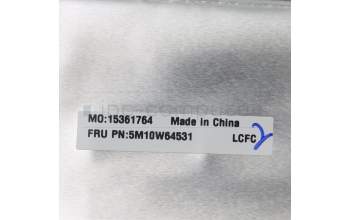 MO:15361764 Made in China
FRU PN:5M10W64531 LCFC